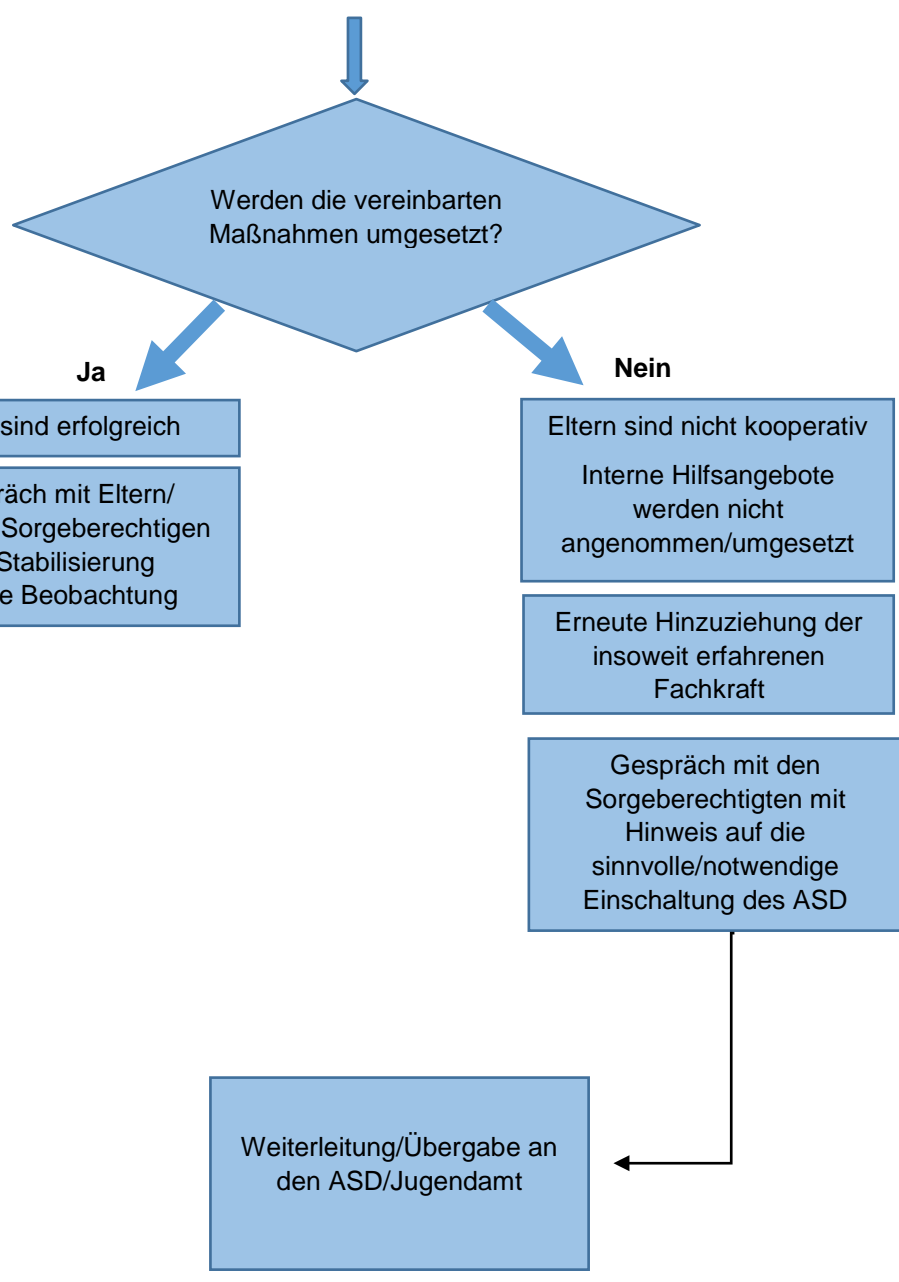 Werden die vereinbarten
Maßnahmen umgesetzt?
Ja
sind erfolgreich
räch mit Eltern/
Sorgeberechtigen
Stabilisierung
e Beobachtung
Nein
Eltern sind nicht kooperativ
Interne Hilfsangebote
werden nicht
angenommen/umgesetzt
Erneute Hinzuziehung der
insoweit erfahrenen
Fachkraft
Gespräch mit den
Sorgeberechtigten mit
Hinweis auf die
sinnvolle/notwendige
Einschaltung des ASD
Weiterleitung/Übergabe an
den ASD/Jugendamt